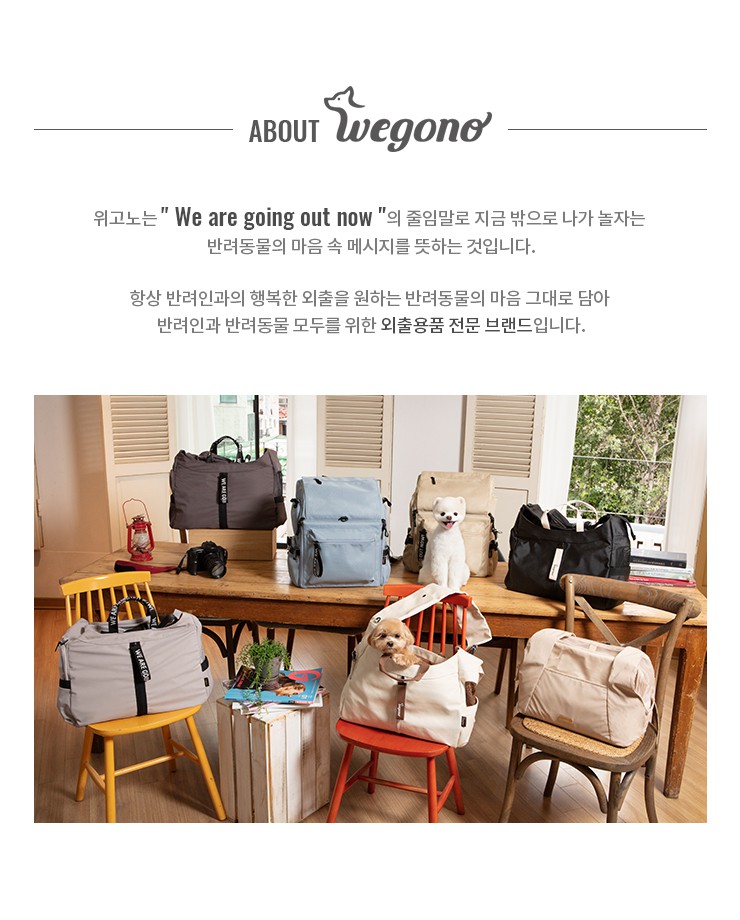 ABOUT wegono
위고노는 " We are going out now "의 줄임말로 지금 밖으로 나가 놀자는
반려동물의 마음 속 메시지를 뜻하는 것입니다.
항상 반려인과의 행복한 외출을 원하는 반려동물의 마음 그대로 담아
반려인과 반려동물 모두를 위한 외출용품 전문 브랜드입니다.
WE ARE GO!
WE ARE GO!